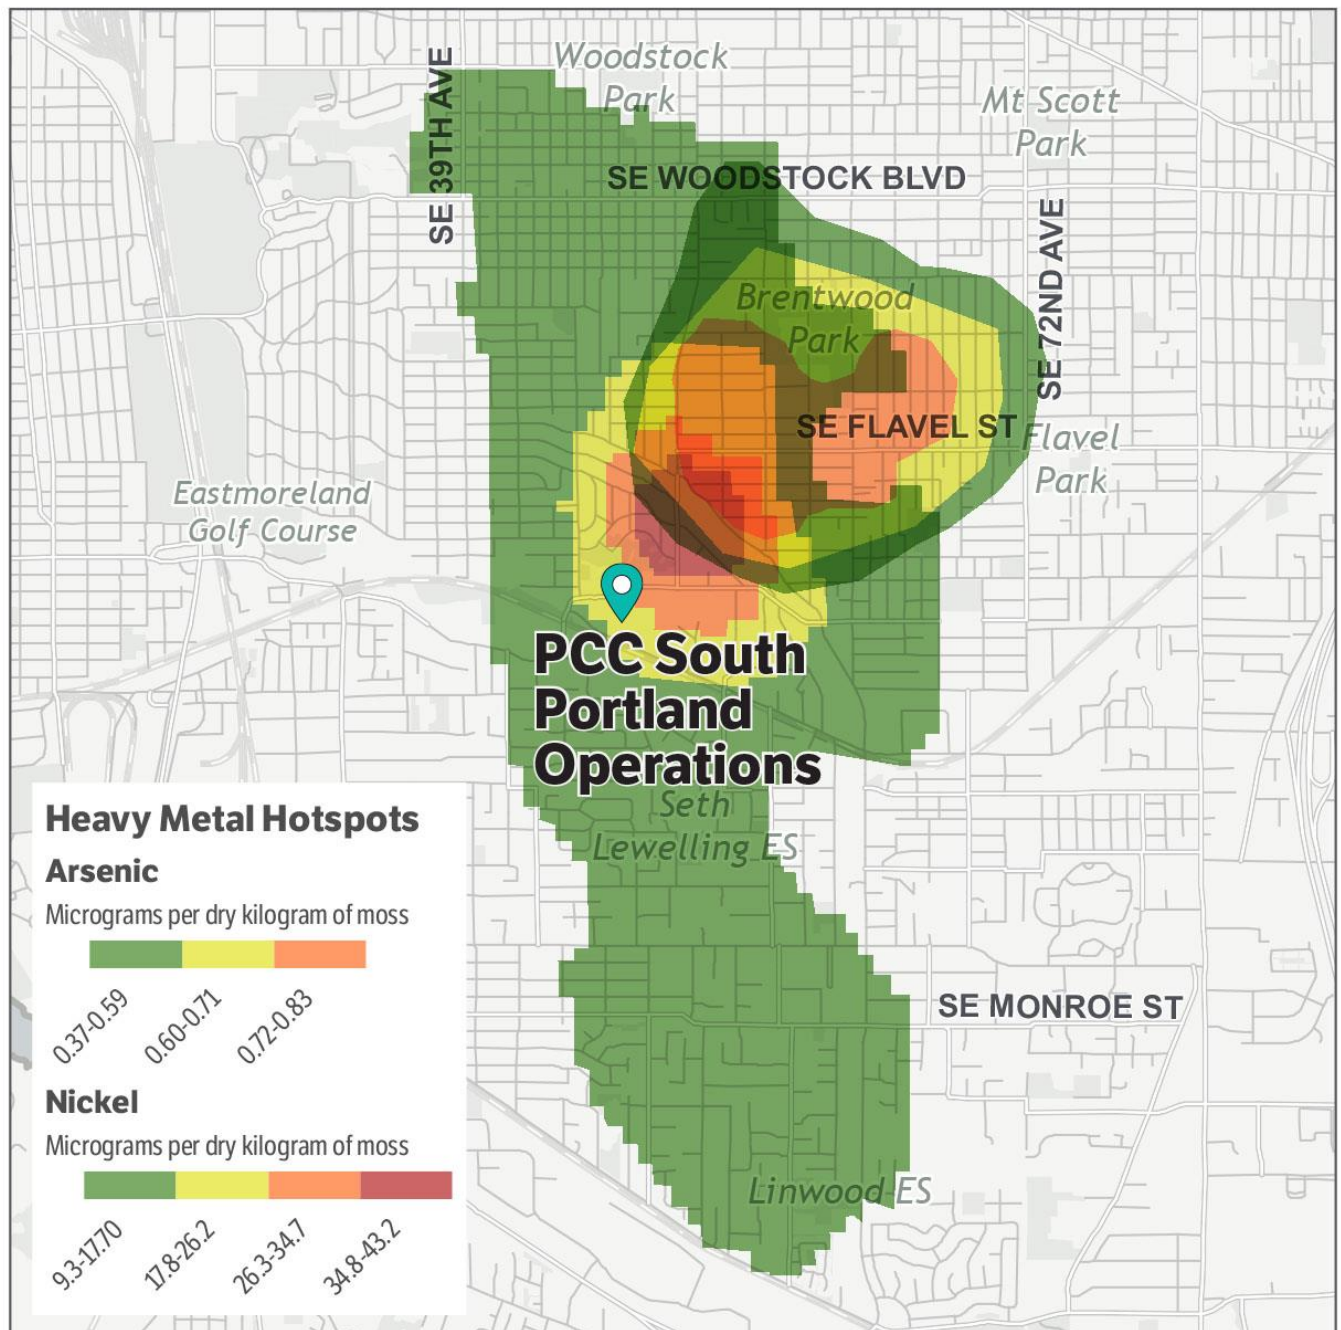 Woodstock
Park
Mt Scott
Park
SE 39TH AVE
SE WOODSTOCK BLVD
SE 72ND AVE
Brentwood
Park
SE FLAVEL ST
Flavel
Park
Eastmoreland
Golf Course
PCC South
Portland
Operations
Seth
Lewelling ES
SE MONROE ST
Linwood ES
Heavy Metal Hotspots
Arsenic
Micrograms per dry kilogram of moss
0.37-0.59
0.60-0.71
0.72-0.83
Nickel
Micrograms per dry kilogram of moss
9.3-17.70
17.8-26.2
26.3-34.7
34.8-43.2